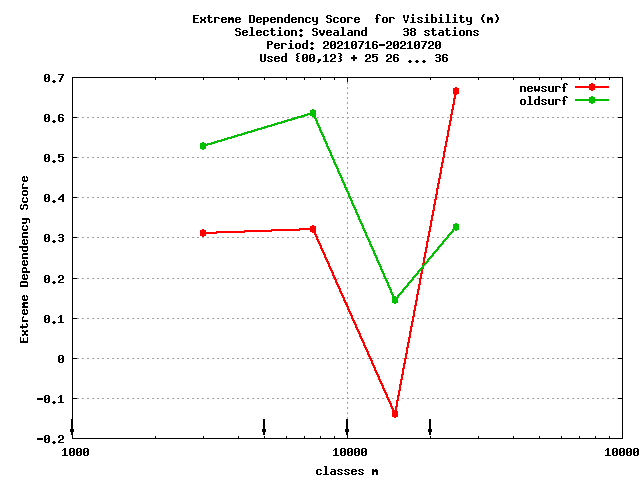 Extreme Dependency Score  for Visibility (m)
Selection: Svealand     38 stations
Period: 20210716-20210720
Used {00,12} + 25 26 ... 36
newsurf
oldsurf
0.7
0.6
0.5
0.4
0.3
0.2
0.1
0
-0.1
-0.2
Extreme Dependency Score
1000
10000
10000
classes m